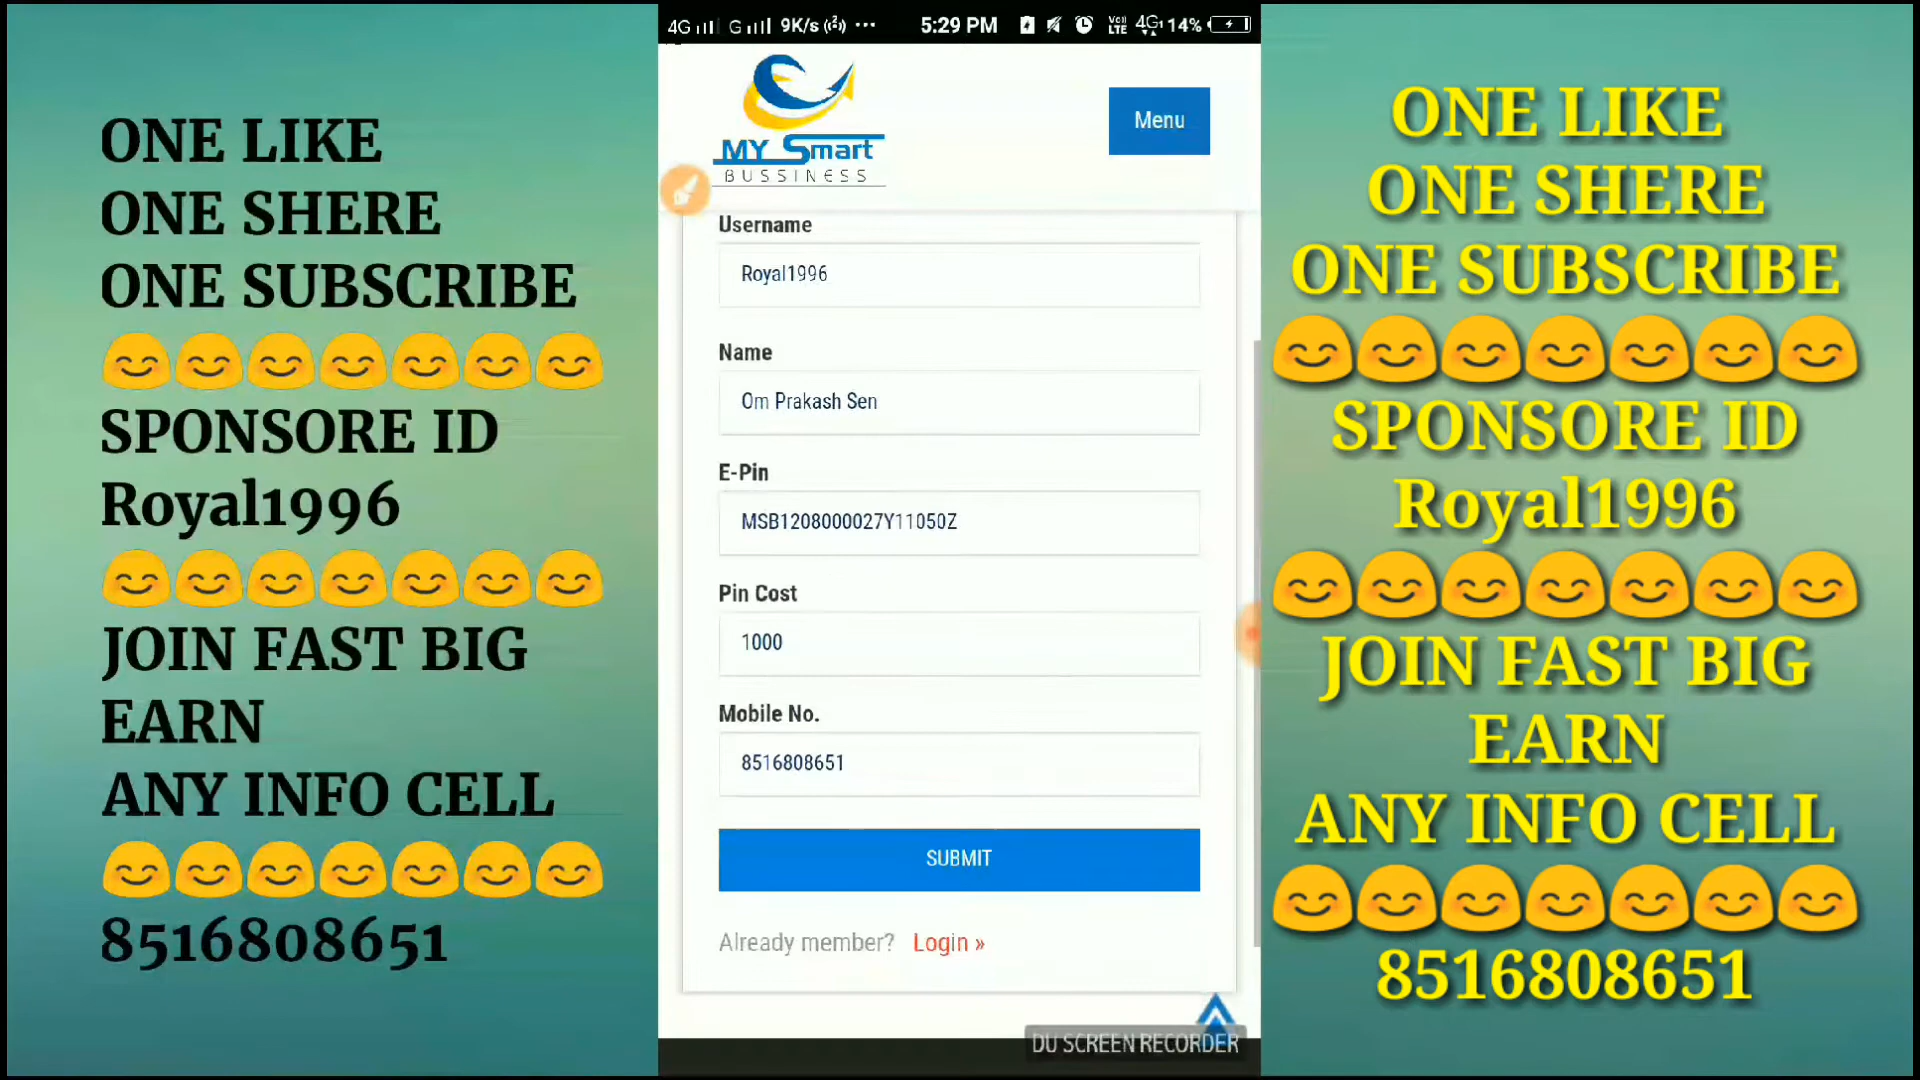 ONE LIKE
ONE SHERE
ONE SUBSCRIBE
😊😊😊😊😊😊😊
SPONSORE ID
Royal1996
😊😊😊😊😊😊😊
JOIN FAST BIG
EARN
ANY INFO CELL
😊😊😊😊😊😊😊
8516808651
4G G 9K/s ... 5:29 PM VoLTE 4G 14%
MY Smart
BUSSINESS
Menu
Username
Royal1996
Name
Om Prakash Sen
E-Pin
MSB1208000027Y11050Z
Pin Cost
1000
Mobile No.
8516808651
SUBMIT
Already member? Login »
DU SCREEN RECORDER
ONE LIKE
ONE SHERE
ONE SUBSCRIBE
😊😊😊😊😊😊😊
SPONSORE ID
Royal1996
😊😊😊😊😊😊😊
JOIN FAST BIG
EARN
ANY INFO CELL
😊😊😊😊😊😊😊
8516808651